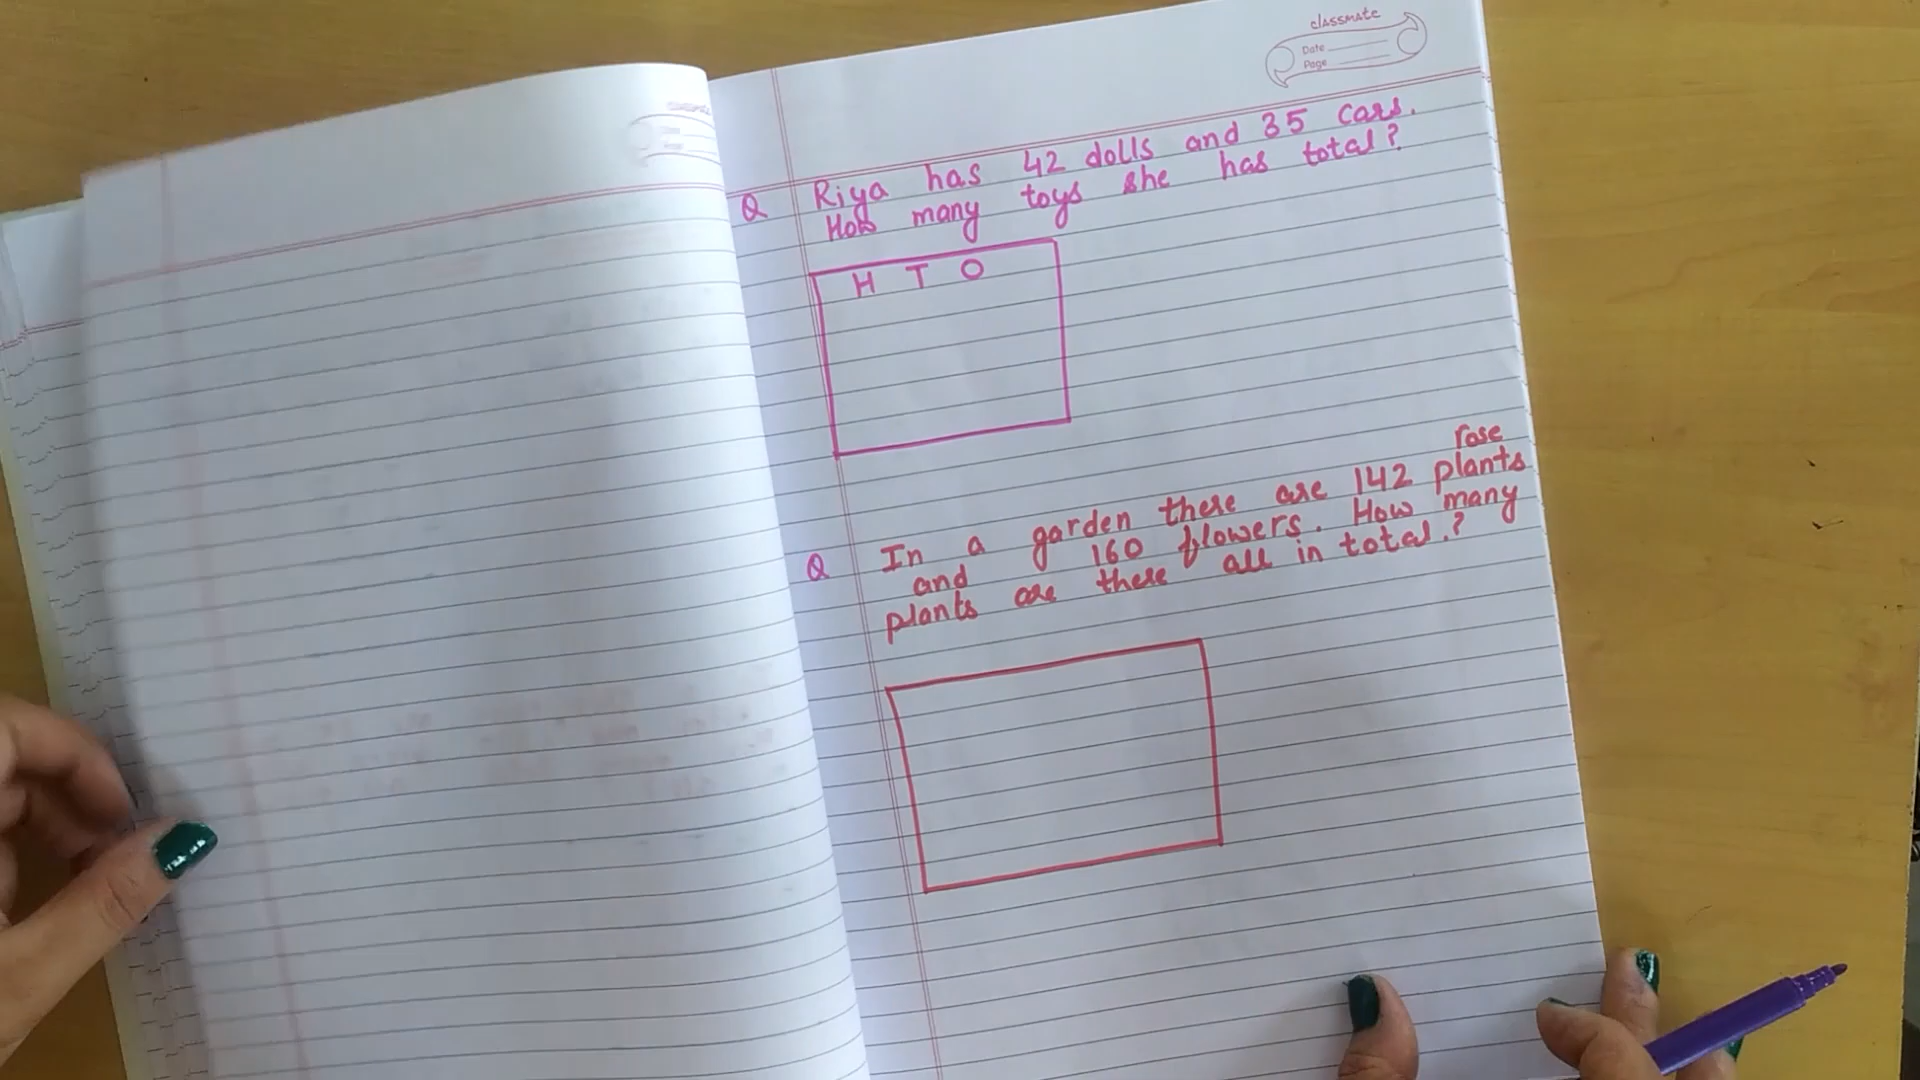 classmate
Date
Page
Q Riya has 42 dolls and 35 cars.
How many toys she has total?
H T O
rose
Q In a garden there are 142 plants
and 160 flowers. How many
plants are there all in total.?